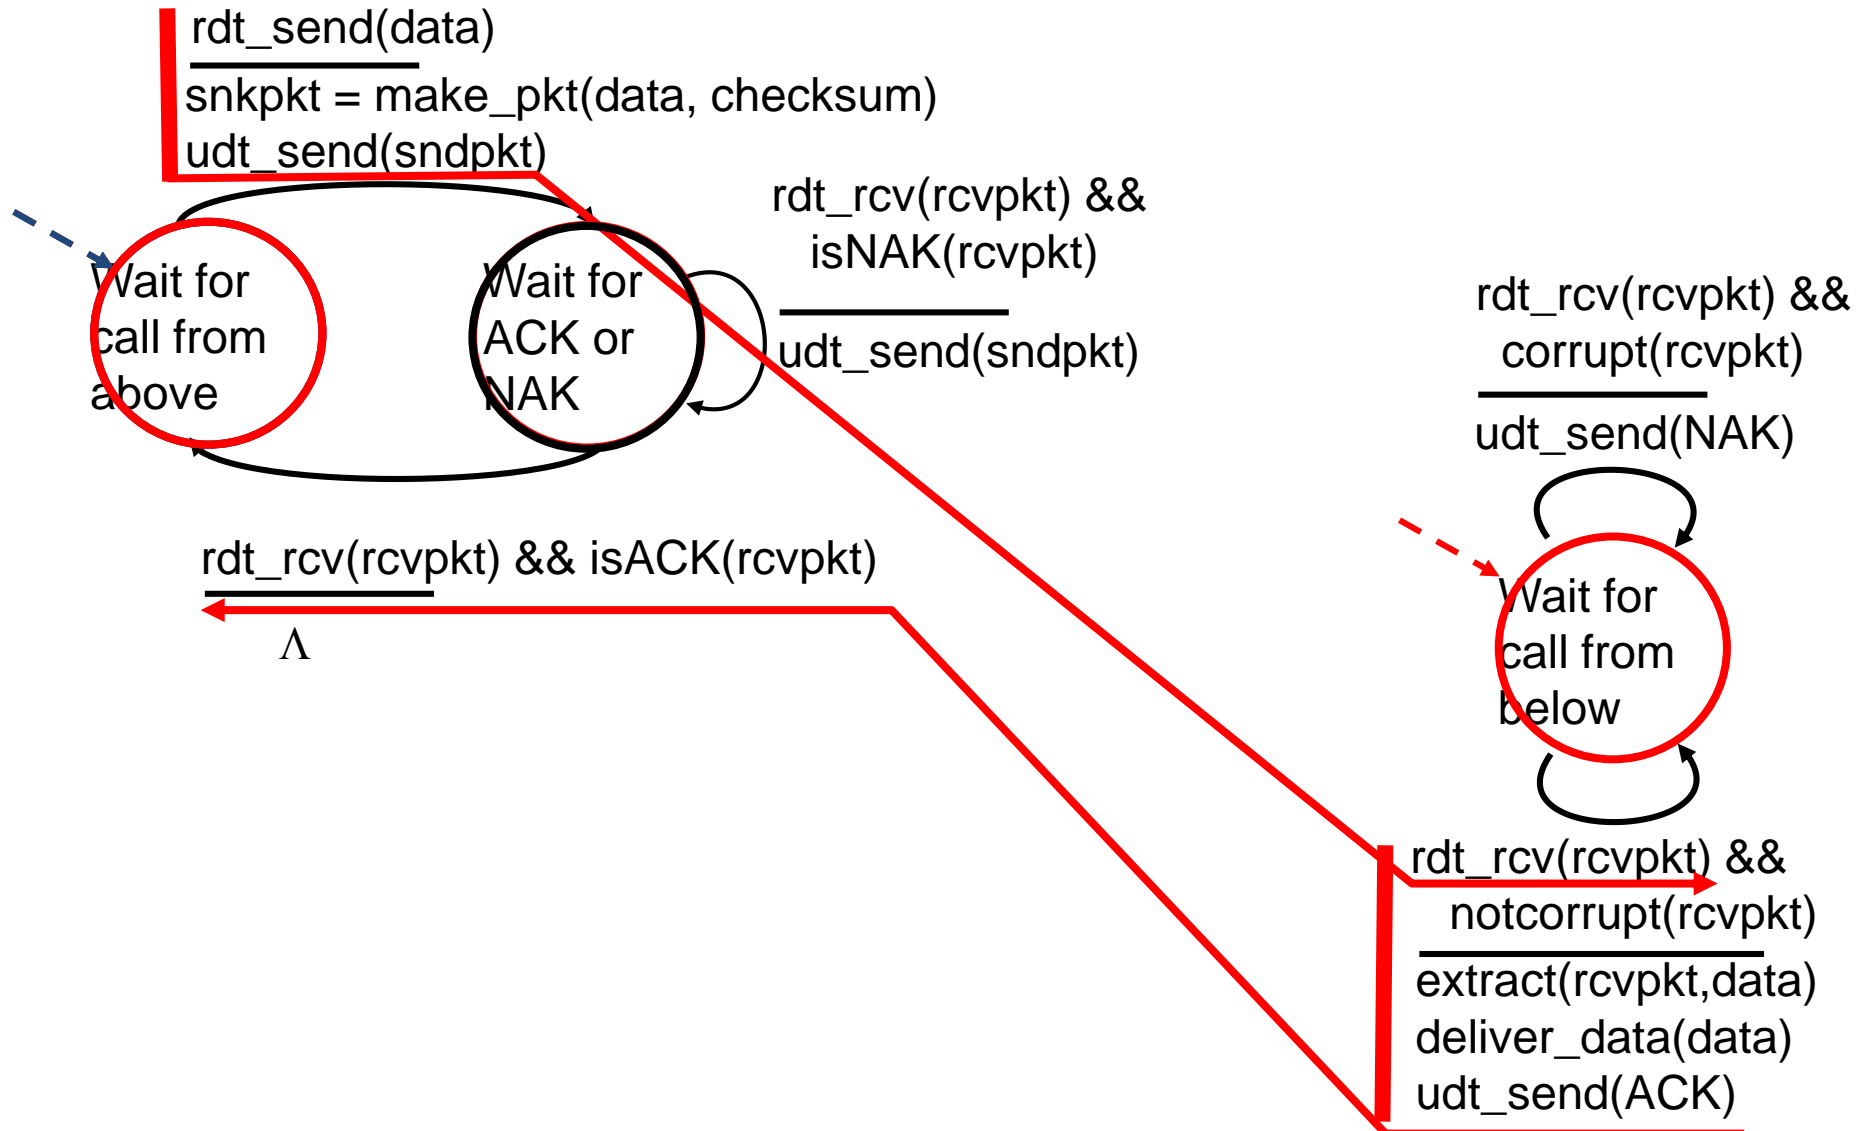 rdt_send(data)
snkpkt = make_pkt(data, checksum)
udt_send(sndpkt)
rdt_rcv(rcvpkt) &&
isNAK(rcvpkt)
udt_send(sndpkt)
Wait for
call from
above
Wait for
ACK or
NAK
rdt_rcv(rcvpkt) && isACK(rcvpkt)
Λ
rdt_rcv(rcvpkt) &&
corrupt(rcvpkt)
udt_send(NAK)
Wait for
call from
below
rdt_rcv(rcvpkt) &&
notcorrupt(rcvpkt)
extract(rcvpkt,data)
deliver_data(data)
udt_send(ACK)